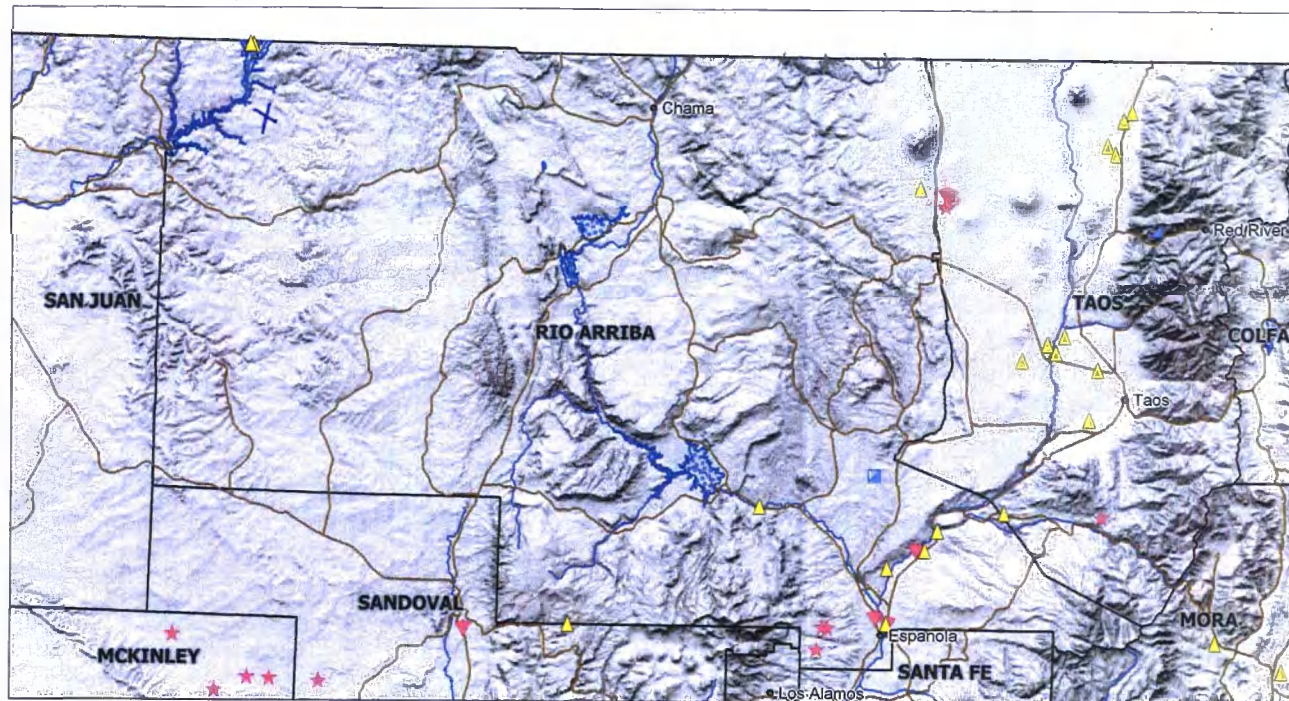 Chama
Red River
SAN JUAN
TAOS
RIO ARRIBA
COLFA
Taos
SANDOVAL
MORA
MCKINLEY
Espanola
SANTA FE
Los Alamos